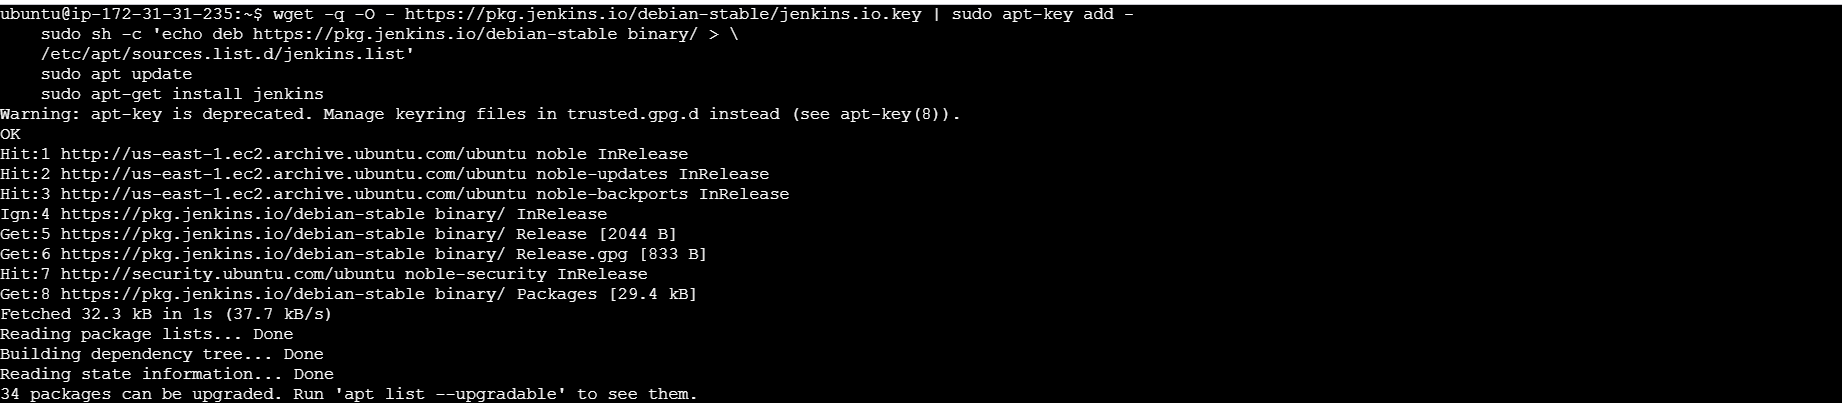 ubuntu@ip-172-31-31-235:~$ wget -q -O - https://pkg.jenkins.io/debian-stable/jenkins.io.key | sudo apt-key add -
    sudo sh -c 'echo deb https://pkg.jenkins.io/debian-stable binary/ > \
    /etc/apt/sources.list.d/jenkins.list'
    sudo apt update
    sudo apt-get install jenkins
Warning: apt-key is deprecated. Manage keyring files in trusted.gpg.d instead (see apt-key(8)).
OK
Hit:1 http://us-east-1.ec2.archive.ubuntu.com/ubuntu noble InRelease
Hit:2 http://us-east-1.ec2.archive.ubuntu.com/ubuntu noble-updates InRelease
Hit:3 http://us-east-1.ec2.archive.ubuntu.com/ubuntu noble-backports InRelease
Ign:4 https://pkg.jenkins.io/debian-stable binary/ InRelease
Get:5 https://pkg.jenkins.io/debian-stable binary/ Release [2044 B]
Get:6 https://pkg.jenkins.io/debian-stable binary/ Release.gpg [833 B]
Hit:7 http://security.ubuntu.com/ubuntu noble-security InRelease
Get:8 https://pkg.jenkins.io/debian-stable binary/ Packages [29.4 kB]
Fetched 32.3 kB in 1s (37.7 kB/s)
Reading package lists... Done
Building dependency tree... Done
Reading state information... Done
34 packages can be upgraded. Run 'apt list --upgradable' to see them.